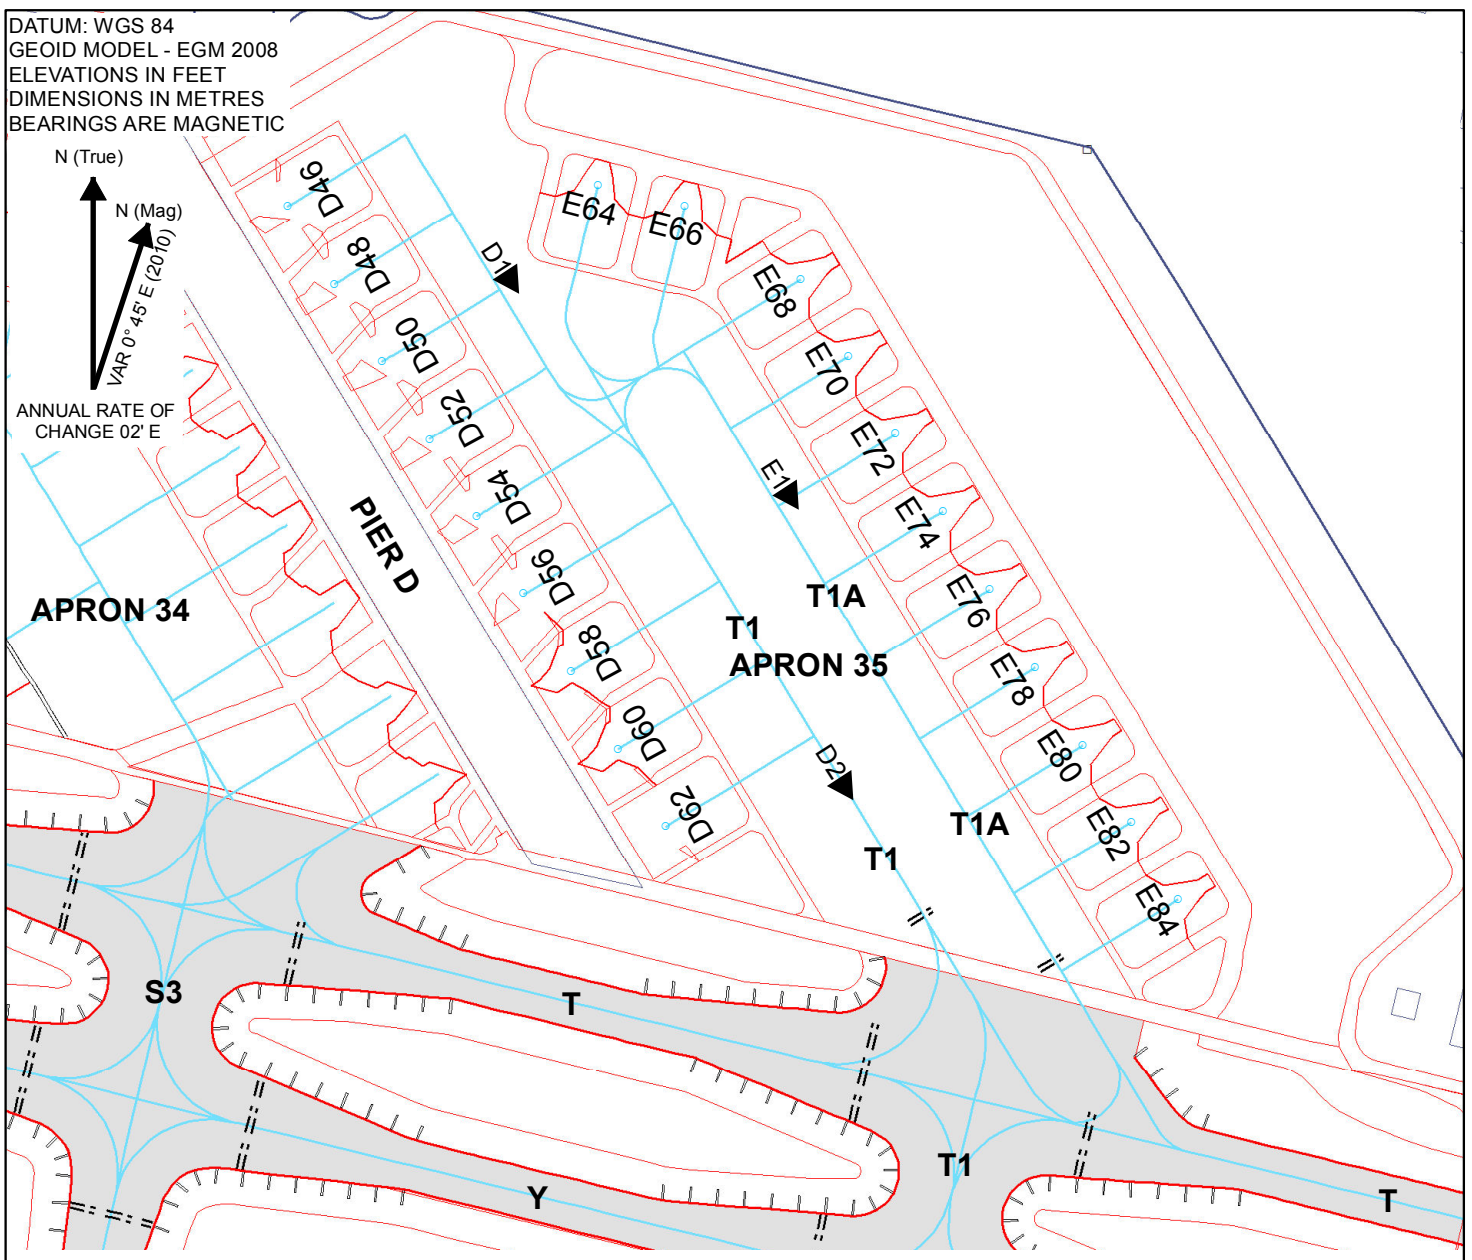 DATUM: WGS 84
GEOID MODEL - EGM 2008
ELEVATIONS IN FEET
DIMENSIONS IN METRES
BEARINGS ARE MAGNETIC
N (True)
N (Mag)
VAR 0° 45' E (2010)
ANNUAL RATE OF
CHANGE 02' E
D46
D48
D50
D52
D54
D56
D58
D60
D62
D1
E64
E66
E68
E70
E72
E74
E76
E78
E80
E82
E84
E1
PIER D
APRON 34
T1A
T1
APRON 35
D2
T1A
T1
S3
T
T1
Y
T